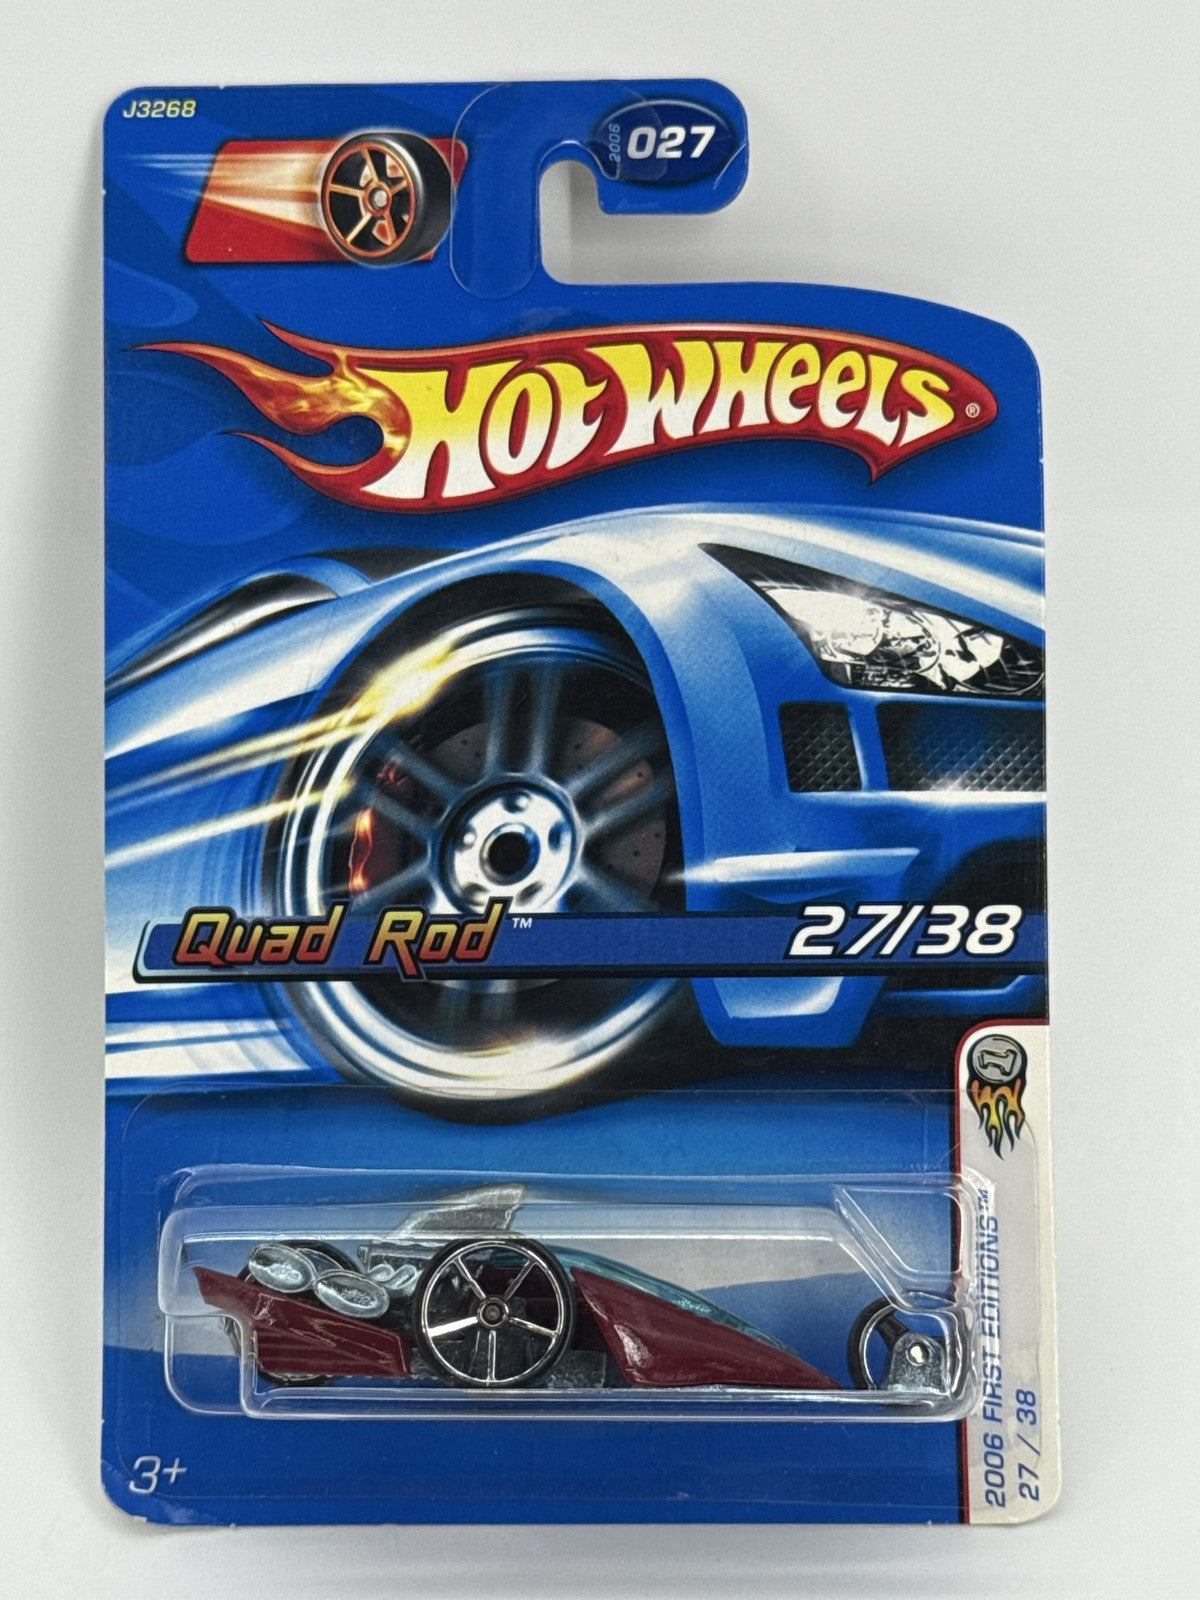 J3268
2006 027
HOT WHEELS®
Quad Rod™ 27/38
2006 FIRST EDITIONS™
27 / 38
3+